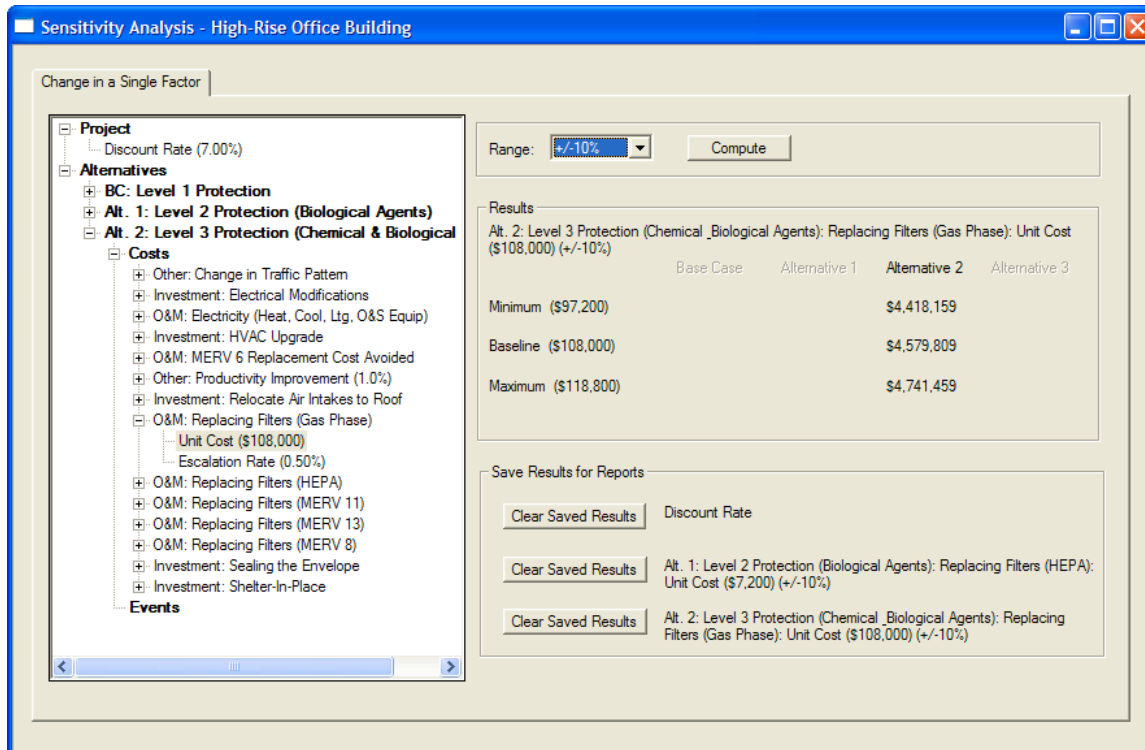 Sensitivity Analysis - High-Rise Office Building
Change in a Single Factor
Project
Discount Rate (7.00%)
Alternatives
BC: Level 1 Protection
Alt. 1: Level 2 Protection (Biological Agents)
Alt. 2: Level 3 Protection (Chemical & Biological
Costs
Other: Change in Traffic Pattern
Investment: Electrical Modifications
O&M: Electricity (Heat, Cool, Ltg, O&S Equip)
Investment: HVAC Upgrade
O&M: MERV 6 Replacement Cost Avoided
Other: Productivity Improvement (1.0%)
Investment: Relocate Air Intakes to Roof
O&M: Replacing Filters (Gas Phase)
Unit Cost ($108,000)
Escalation Rate (0.50%)
O&M: Replacing Filters (HEPA)
O&M: Replacing Filters (MERV 11)
O&M: Replacing Filters (MERV 13)
O&M: Replacing Filters (MERV 8)
Investment: Sealing the Envelope
Investment: Shelter-In-Place
Events
Range: +/-10% Compute
Results
Alt. 2: Level 3 Protection (Chemical _Biological Agents): Replacing Filters (Gas Phase): Unit Cost
($108,000) (+/-10%)
Base Case Alternative 1 Alternative 2 Alternative 3
Minimum ($97,200) $4,418,159
Baseline ($108,000) $4,579,809
Maximum ($118,800) $4,741,459
Save Results for Reports
Clear Saved Results Discount Rate
Clear Saved Results Alt. 1: Level 2 Protection (Biological Agents): Replacing Filters (HEPA):
Unit Cost ($7,200) (+/-10%)
Clear Saved Results Alt. 2: Level 3 Protection (Chemical _Biological Agents): Replacing
Filters (Gas Phase): Unit Cost ($108,000) (+/-10%)